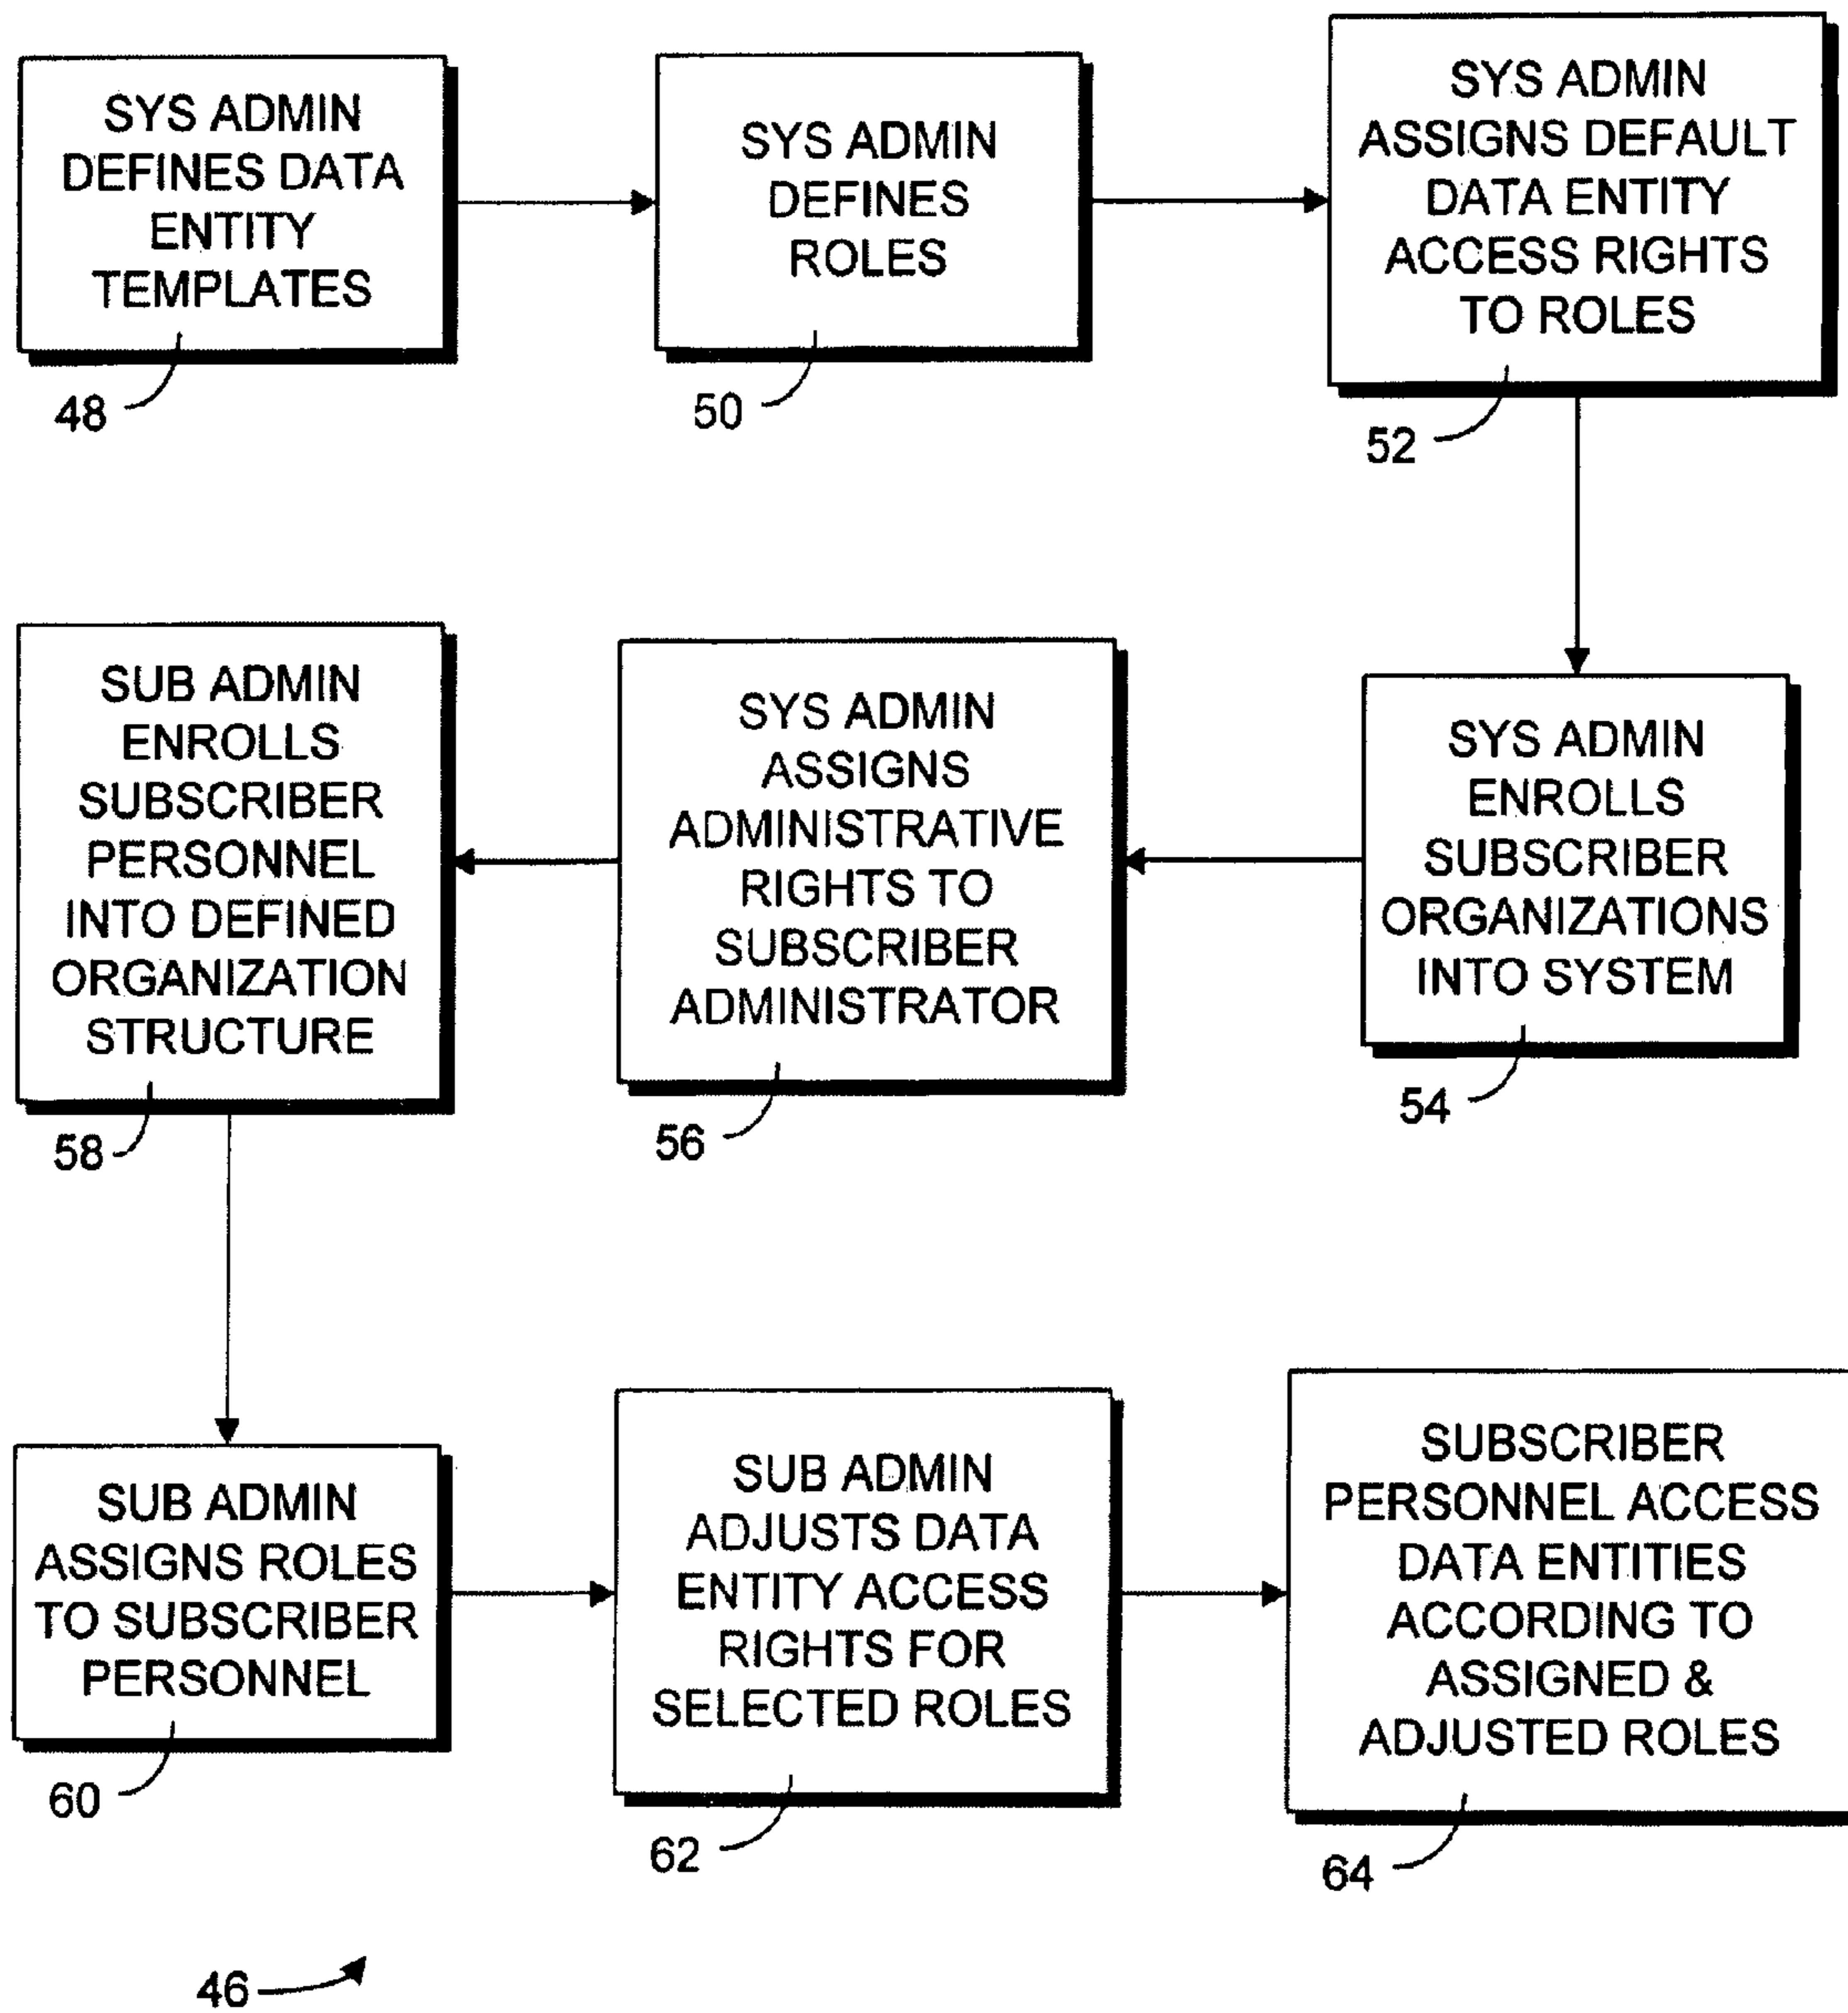 SYS ADMIN
DEFINES DATA
ENTITY
TEMPLATES
48
SYS ADMIN
DEFINES
ROLES
50
SYS ADMIN
ASSIGNS DEFAULT
DATA ENTITY
ACCESS RIGHTS
TO ROLES
52
SYS ADMIN
ENROLLS
SUBSCRIBER
ORGANIZATIONS
INTO SYSTEM
54
SYS ADMIN
ASSIGNS
ADMINISTRATIVE
RIGHTS TO
SUBSCRIBER
ADMINISTRATOR
56
SUB ADMIN
ENROLLS
SUBSCRIBER
PERSONNEL
INTO DEFINED
ORGANIZATION
STRUCTURE
58
SUB ADMIN
ASSIGNS ROLES
TO SUBSCRIBER
PERSONNEL
60
SUB ADMIN
ADJUSTS DATA
ENTITY ACCESS
RIGHTS FOR
SELECTED ROLES
62
SUBSCRIBER
PERSONNEL ACCESS
DATA ENTITIES
ACCORDING TO
ASSIGNED &
ADJUSTED ROLES
64
46